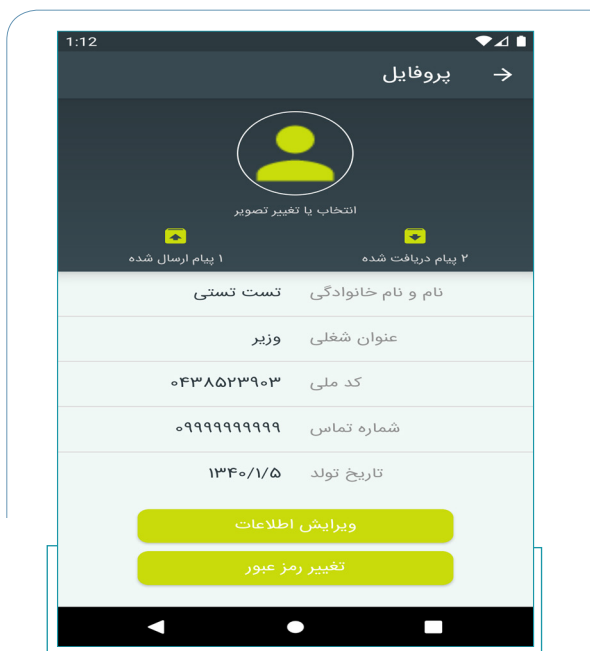 1:12
پروفایل
انتخاب یا تغییر تصویر
۲ پیام دریافت شده
۱ پیام ارسال شده
نام و نام خانوادگی تست تستی
عنوان شغلی وزیر
کد ملی ۰۴۳۸۵۲۳۹۰۳
شماره تماس ۰۹۹۹۹۹۹۹۹۹۹
تاریخ تولد ۱۳۴۰/۱/۵
ویرایش اطلاعات
تغییر رمز عبور